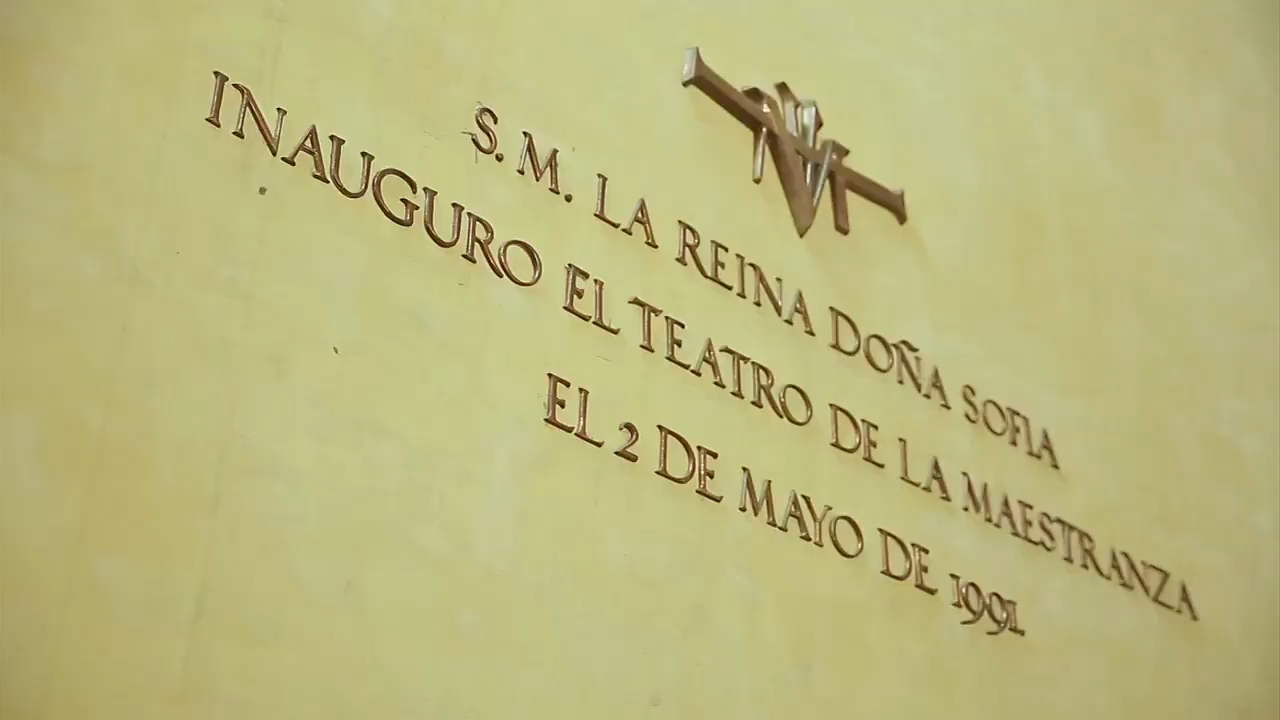 S. M. LA REINA DOÑA SOFIA
INAUGURO EL TEATRO DE LA MAESTRANZA
EL 2 DE MAYO DE 1991